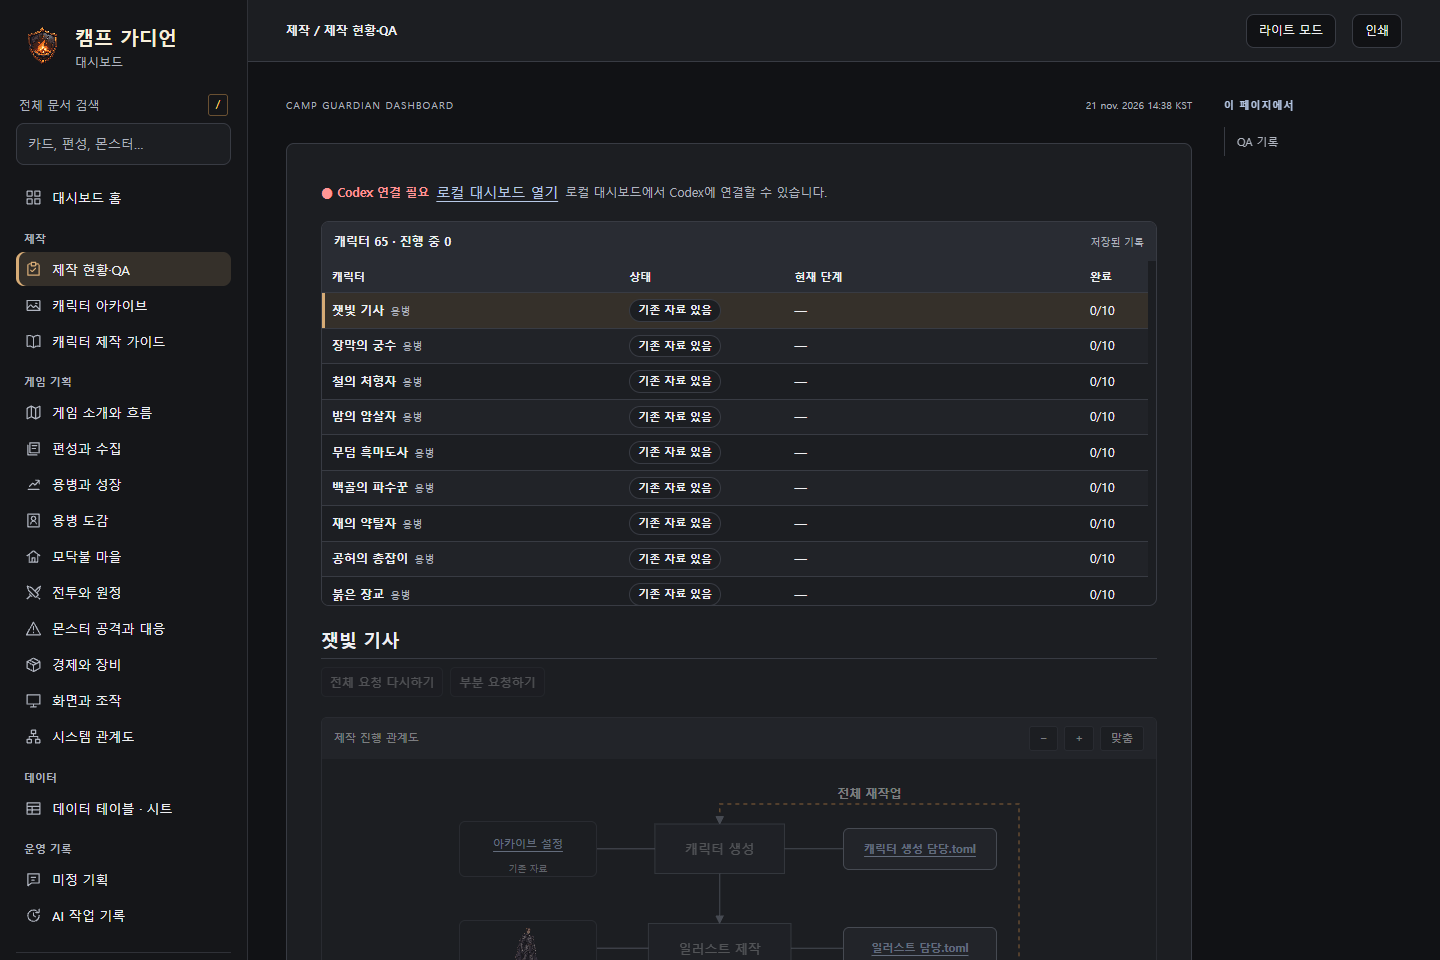 캠프 가디언
대시보드
전체 문서 검색 /
카드, 편성, 몬스터...
대시보드 홈
제작
제작 현황·QA
캐릭터 아카이브
캐릭터 제작 가이드
게임 기획
게임 소개와 흐름
편성과 수집
용병과 성장
용병 도감
모닥불 마을
전투와 원정
몬스터 공격과 대응
경제와 장비
화면과 조작
시스템 관계도
데이터
데이터 테이블 · 시트
운영 기록
미정 기획
AI 작업 기록
제작 / 제작 현황·QA
라이트 모드
인쇄
CAMP GUARDIAN DASHBOARD
21 nov. 2026 14:38 KST
Codex 연결 필요 로컬 대시보드 열기 로컬 대시보드에서 Codex에 연결할 수 있습니다.
캐릭터 65 · 진행 중 0 저장된 기록
캐릭터 상태 현재 단계 완료
잿빛 기사 용병 기존 자료 있음 — 0/10
장막의 궁수 용병 기존 자료 있음 — 0/10
철의 처형자 용병 기존 자료 있음 — 0/10
밤의 암살자 용병 기존 자료 있음 — 0/10
무덤 흑마도사 용병 기존 자료 있음 — 0/10
백골의 파수꾼 용병 기존 자료 있음 — 0/10
재의 약탈자 용병 기존 자료 있음 — 0/10
공허의 총잡이 용병 기존 자료 있음 — 0/10
붉은 장교 용병 기존 자료 있음 — 0/10
잿빛 기사
전체 요청 다시하기 부분 요청하기
제작 진행 관계도 − + 맞춤
전체 재작업
아카이브 설정
기존 자료
캐릭터 생성
캐릭터 생성 담당.toml
일러스트 제작
일러스트 담당.toml
이 페이지에서
QA 기록